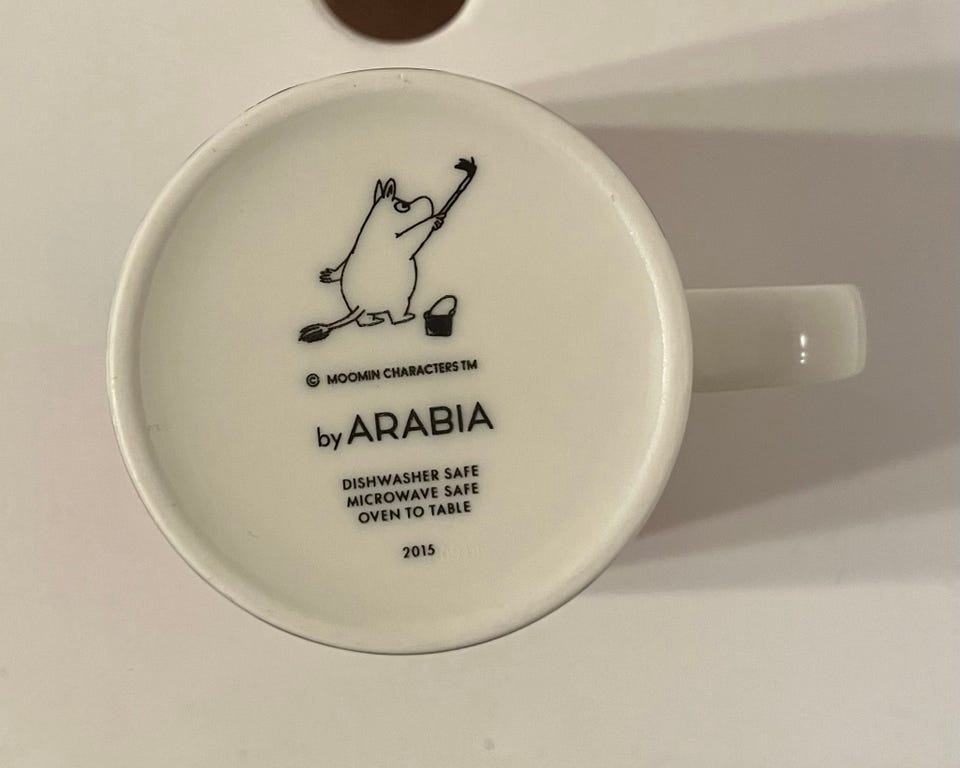 © MOOMIN CHARACTERS TM
by ARABIA
DISHWASHER SAFE
MICROWAVE SAFE
OVEN TO TABLE
2015